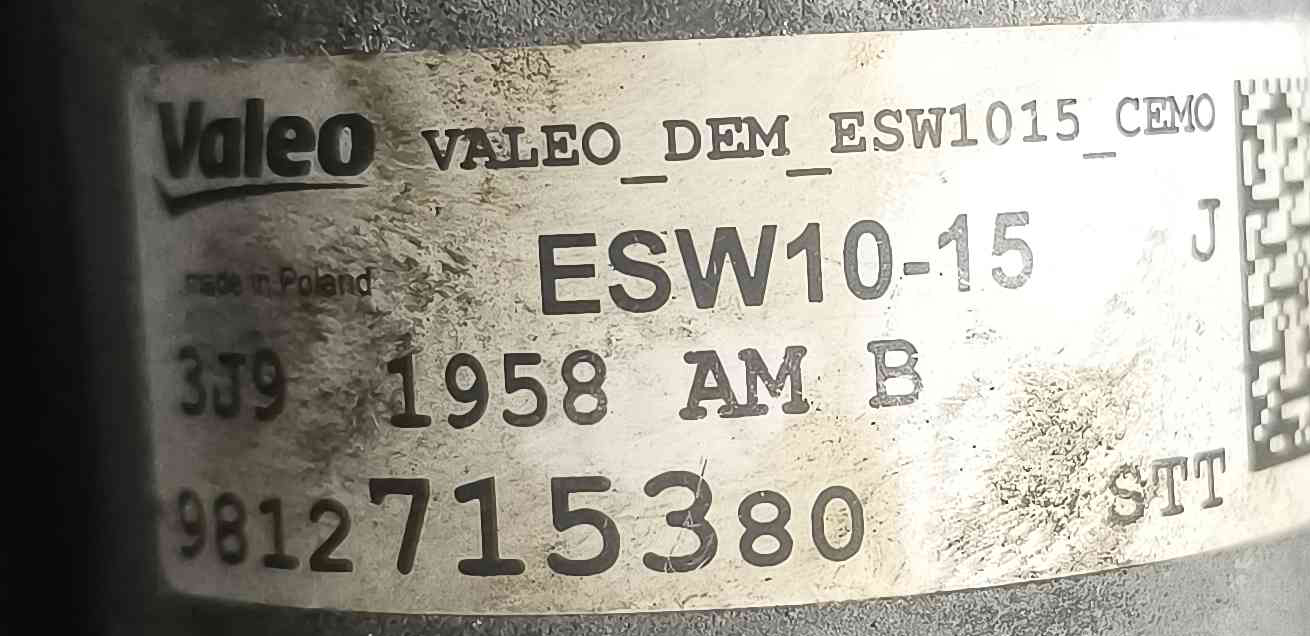 Valeo VALEO_DEM_ESW1015_CEMO
made in Poland ESW10-15 J
3J9 1958 AM B
9812715380 STT